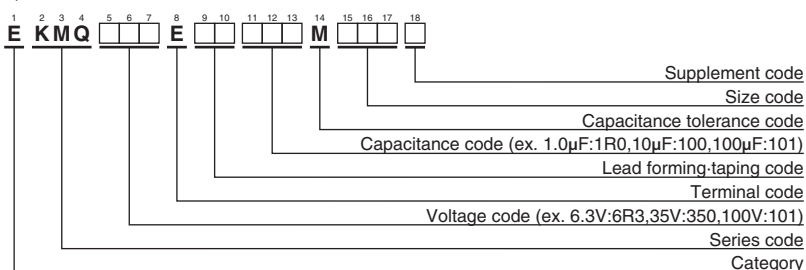 1 2 3 4 5 6 7 8 9 10 11 12 13 14 15 16 17 18
E KMQ □□□ E □□ □□□ M □□□ □
Supplement code
Size code
Capacitance tolerance code
Capacitance code (ex. 1.0µF:1R0,10µF:100,100µF:101)
Lead forming·taping code
Terminal code
Voltage code (ex. 6.3V:6R3,35V:350,100V:101)
Series code
Category